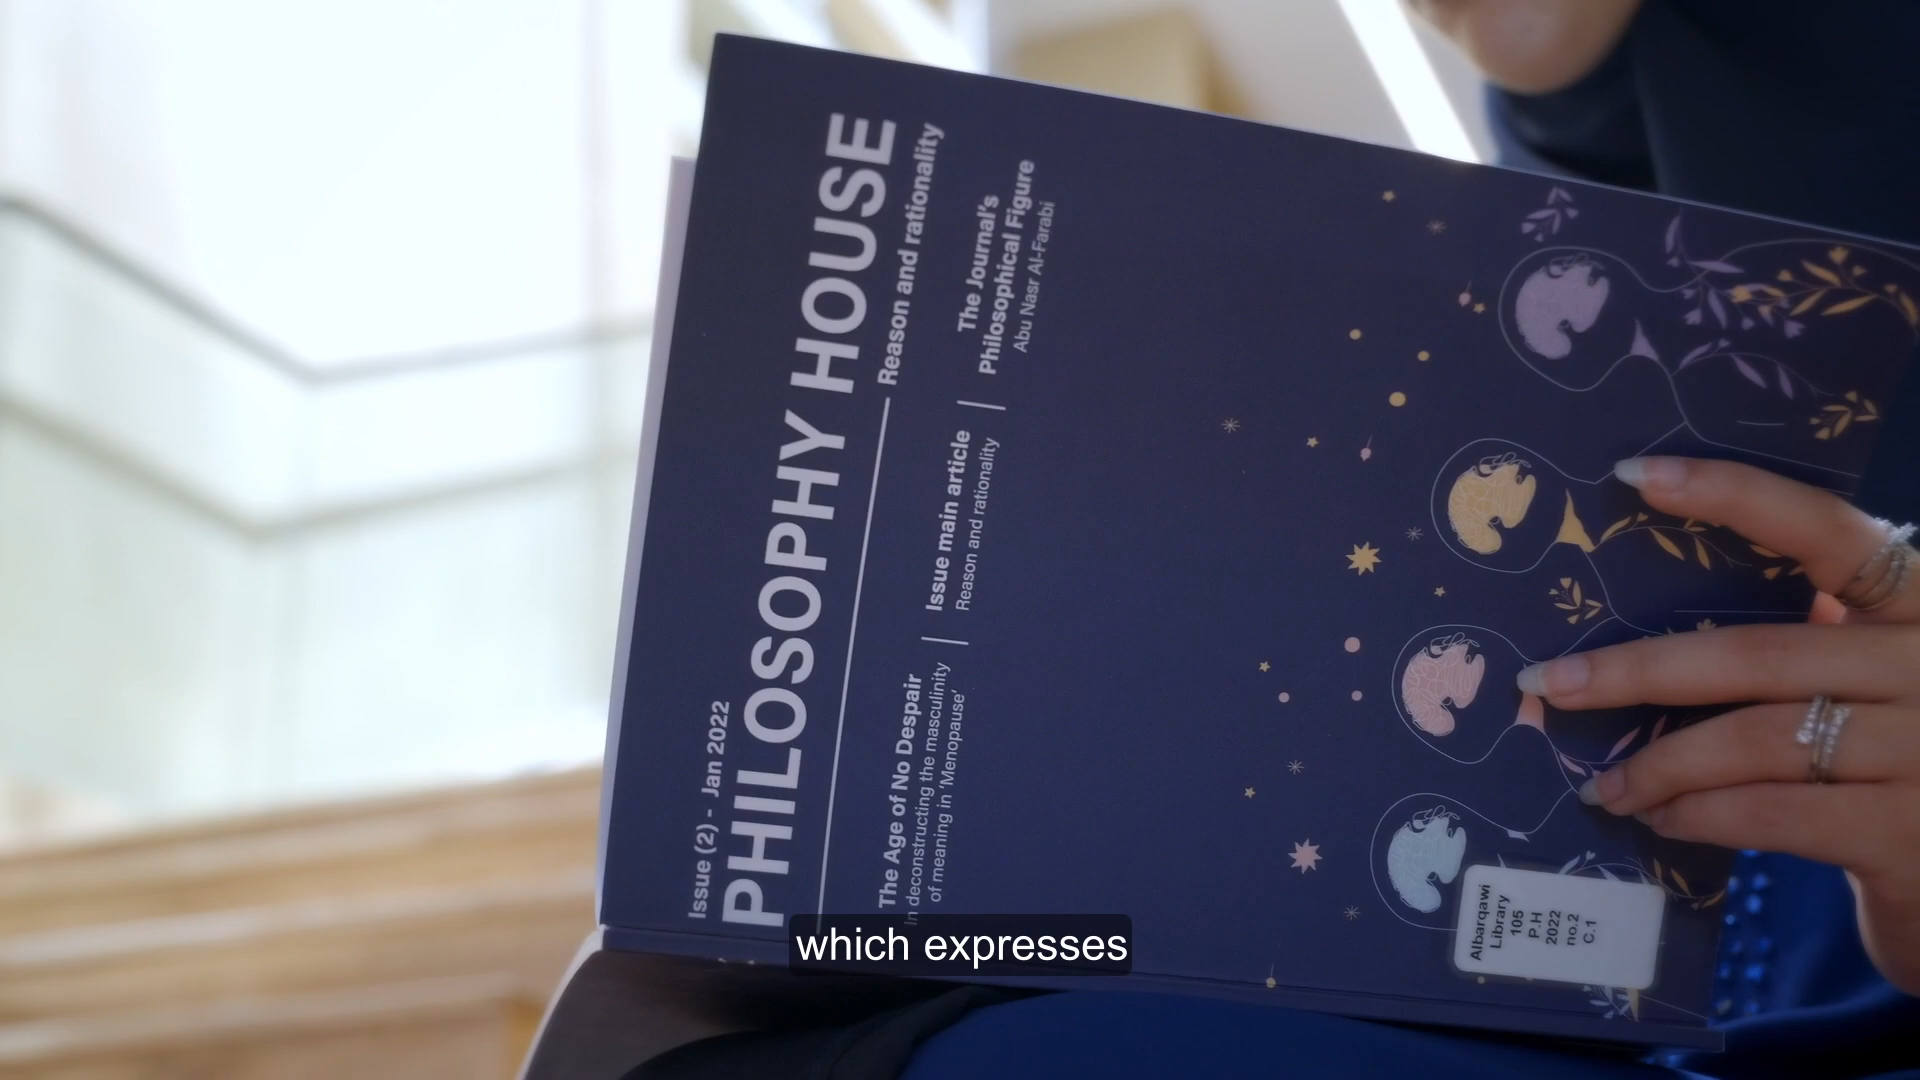 Issue (2) - Jan 2022
PHILOSOPHY HOUSE
Reason and rationality
The Age of No Despair
In deconstructing the masculinity
of meaning in 'Menopause'
Issue main article
Reason and rationality
The Journal's
Philosophical Figure
Abu Nasr Al-Farabi
Albarqawi
Library
105
P.H
2022
no.2
C.1
which expresses